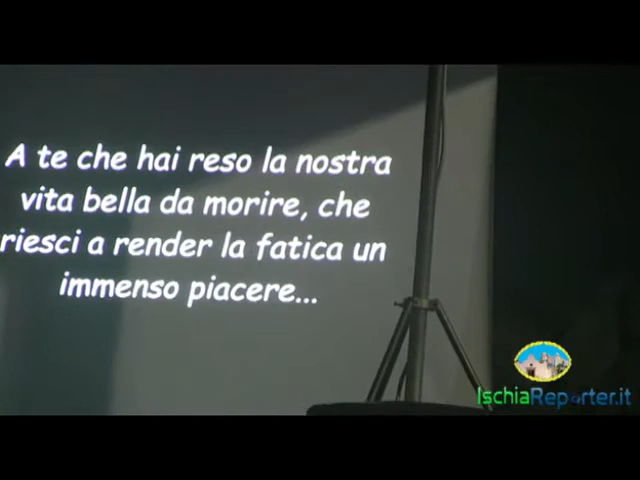 A te che hai reso la nostra
vita bella da morire, che
riesci a render la fatica un
immenso piacere...
IschiaReporter.it